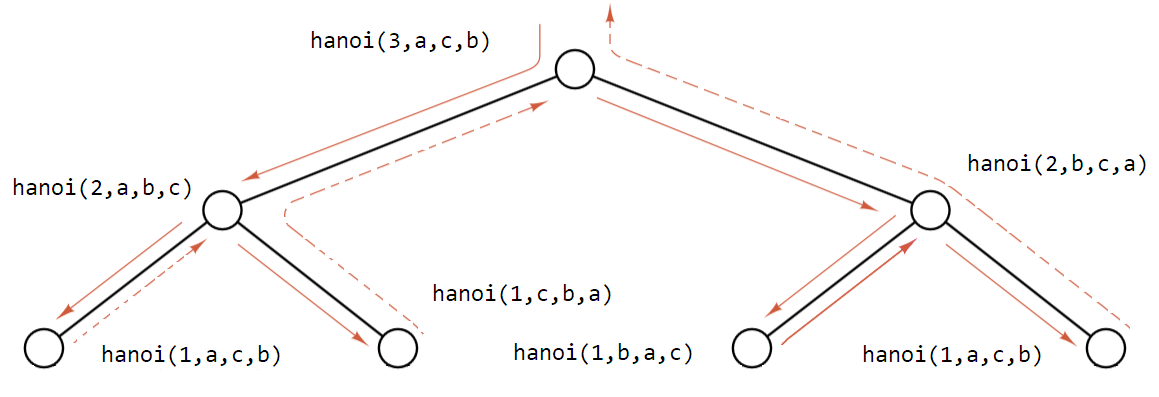 hanoi(3,a,c,b)
hanoi(2,b,c,a)
hanoi(2,a,b,c)
hanoi(1,c,b,a)
hanoi(1,a,c,b)
hanoi(1,b,a,c)
hanoi(1,a,c,b)